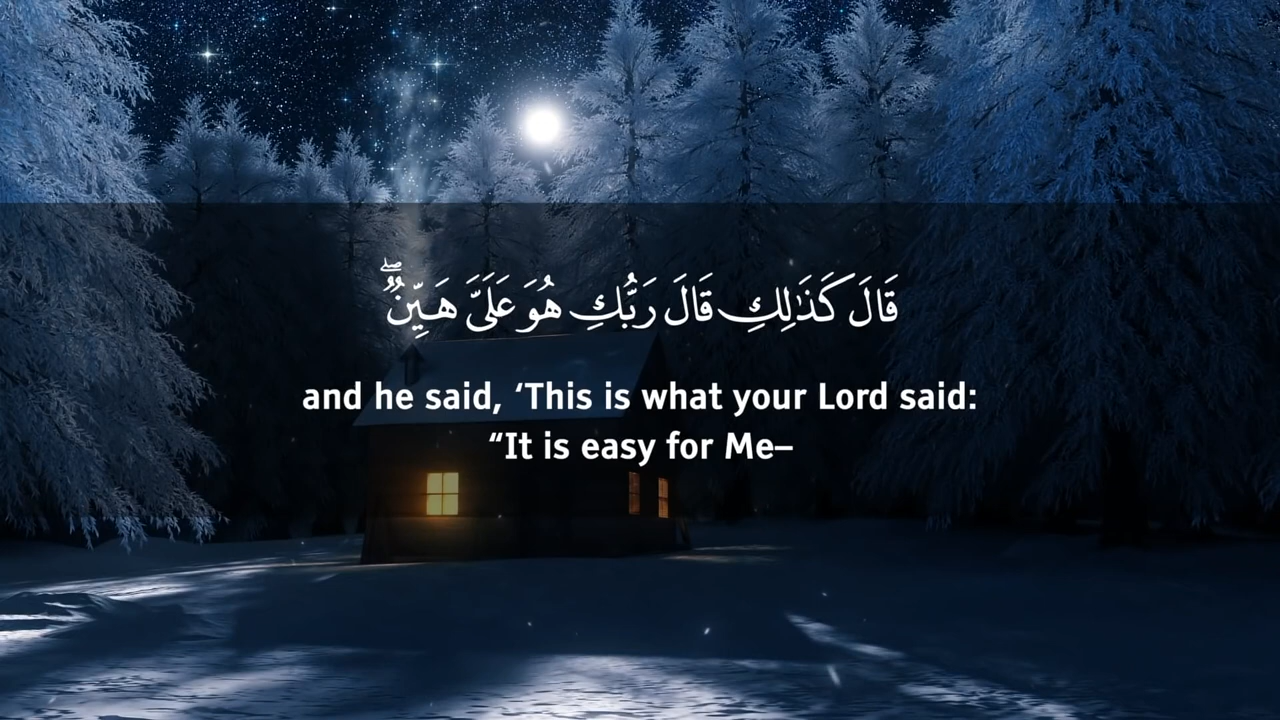 قَالَ كَذَٰلِكِ قَالَ رَبُّكِ هُوَ عَلَيَّ هَيِّنٌۖ
and he said, ‘This is what your Lord said:
“It is easy for Me–